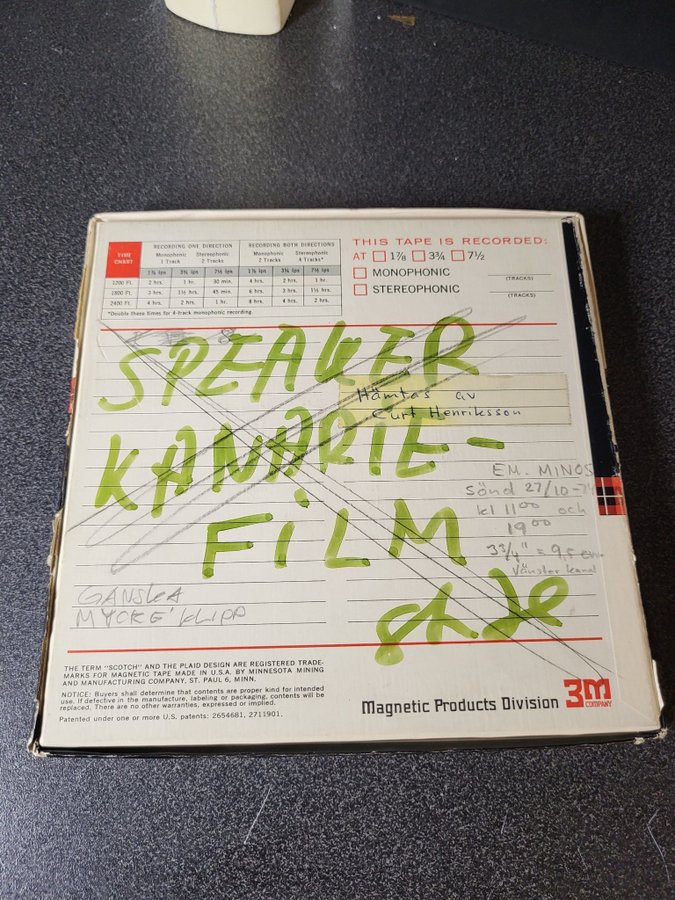 TIME CHART
RECORDING ONE DIRECTION RECORDING BOTH DIRECTIONS
Monophonic 1 Track Stereophonic 2 Tracks Monophonic 2 Tracks Stereophonic 4 Tracks*
1⅞ ips 3¾ ips 7½ ips 1⅞ ips 3¾ ips 7½ ips
1200 Ft. 2 hrs. 1 hr. 30 min. 4 hrs. 2 hrs. 1 hr.
1800 Ft. 3 hrs. 1½ hrs. 45 min. 6 hrs. 3 hrs. 1½ hrs.
2400 Ft. 4 hrs. 2 hrs. 1 hr. 8 hrs. 4 hrs. 2 hrs.
*Double these times for 4-track monophonic recording.
THIS TAPE IS RECORDED:
AT 1⅞ 3¾ 7½
MONOPHONIC (TRACKS)
STEREOPHONIC (TRACKS)
SPEAKER
Hämtas av
Curt Henriksson
KANARIE-
FILM
EM. MINOS
Sönd 27/10
kl 11⁰⁰ och
19⁰⁰
3¾" = 9,5 cm
Vänster kanal
GANSKA
MYCKE' KLIPP
THE TERM "SCOTCH" AND THE PLAID DESIGN ARE REGISTERED TRADE-
MARKS FOR MAGNETIC TAPE MADE IN U.S.A. BY MINNESOTA MINING
AND MANUFACTURING COMPANY, ST. PAUL 6, MINN.
NOTICE: Buyers shall determine that contents are proper kind for intended
use. If defective in the manufacture, labeling or packaging, contents will be
replaced. There are no other warranties, expressed or implied.
Patented under one or more U.S. patents: 2654681, 2711901.
Magnetic Products Division 3M
COMPANY